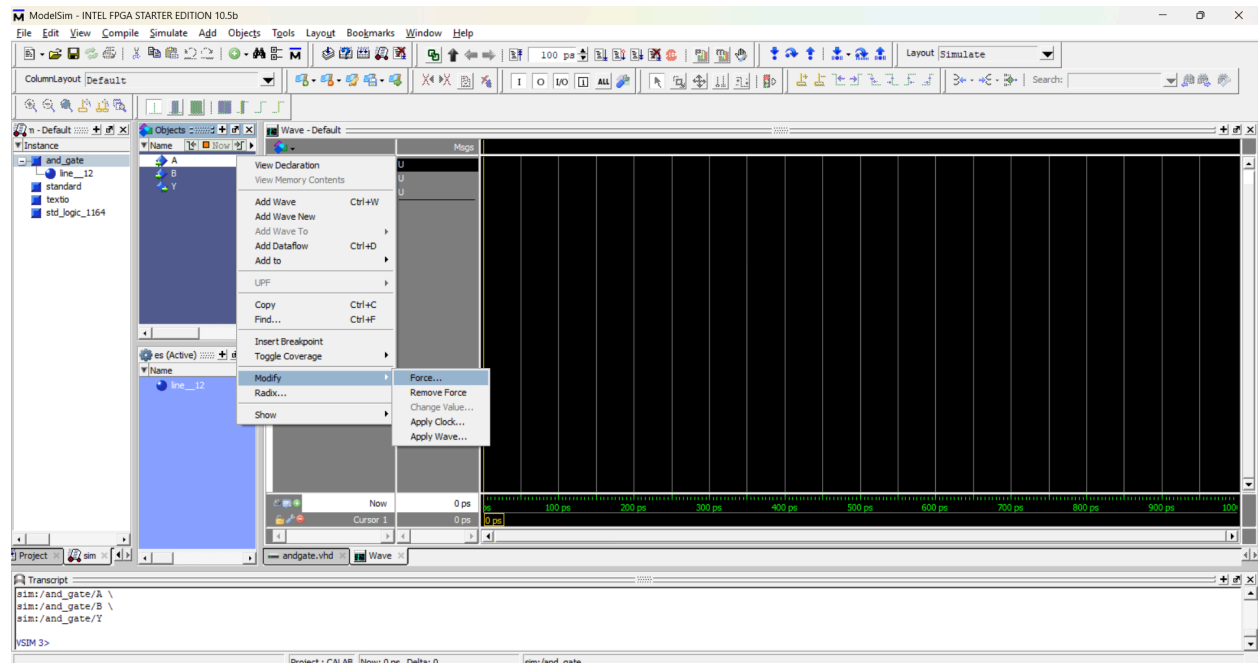 ModelSim - INTEL FPGA STARTER EDITION 10.5b
File Edit View Compile Simulate Add Objects Tools Layout Bookmarks Window Help
100 ps
Layout Simulate
ColumnLayout Default
I O I/O ALL
Search:
n - Default
Objects
Wave - Default
Instance
Name
Now
Msgs
and_gate
line__12
standard
textio
std_logic_1164
A
B
Y
U
U
U
View Declaration
View Memory Contents
Add Wave Ctrl+W
Add Wave New
Add Wave To
Add Dataflow Ctrl+D
Add to
UPF
Copy Ctrl+C
Find... Ctrl+F
Insert Breakpoint
Toggle Coverage
Modify
Radix...
Show
Force...
Remove Force
Change Value...
Apply Clock...
Apply Wave...
es (Active)
Name
line__12
Now 0 ps
Cursor 1 0 ps
ps 100 ps 200 ps 300 ps 400 ps 500 ps 600 ps 700 ps 800 ps 900 ps 100
0 ps
Project sim
andgate.vhd Wave
Transcript
sim:/and_gate/A \
sim:/and_gate/B \
sim:/and_gate/Y
VSIM 3>
Project : CALAB Now: 0 ps Delta: 0 sim:/and_gate